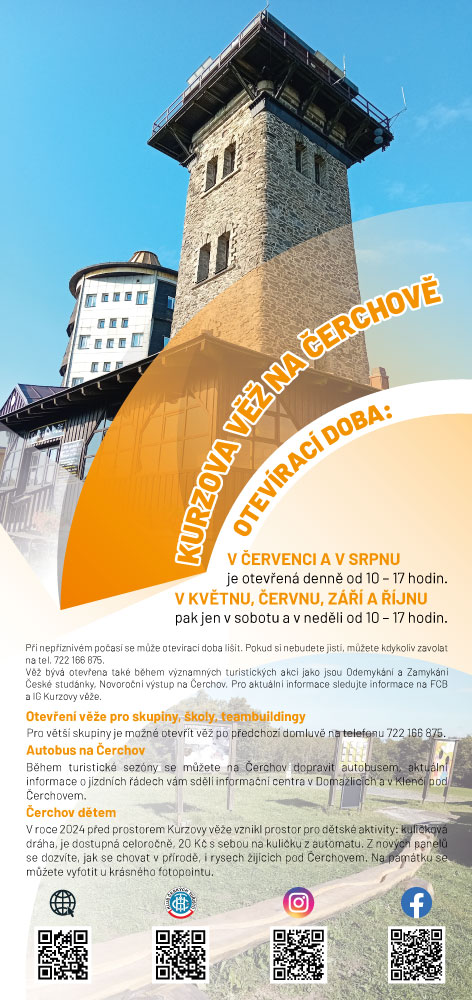 KURZOVA VĚŽ NA ČERCHOVĚ
OTEVÍRACÍ DOBA:
V ČERVENCI A V SRPNU
je otevřená denně od 10 – 17 hodin.
V KVĚTNU, ČERVNU, ZÁŘÍ A ŘÍJNU
pak jen v sobotu a v neděli od 10 – 17 hodin.
Při nepříznivém počasí se může otevírací doba lišit. Pokud si nebudete jistí, můžete kdykoliv zavolat
na tel. 722 166 875.
Věž bývá otevřena také během významných turistických akcí jako jsou Odemykání a Zamykání
České studánky, Novoroční výstup na Čerchov. Pro aktuální informace sledujte informace na FCB
a IG Kurzovy věže.
Otevření věže pro skupiny, školy, teambuildingy
Pro větší skupiny je možné otevřít věž po předchozí domluvě na telefonu 722 166 875.
Autobus na Čerchov
Během turistické sezóny se můžete na Čerchov dopravit autobusem, aktuální
informace o jízdních řádech vám sdělí informační centra v Domažlicích a v Klenčí pod
Čerchovem.
Čerchov dětem
V roce 2024 před prostorem Kurzovy věže vznikl prostor pro dětské aktivity: kuličková
dráha, je dostupná celoročně, 20 Kč s sebou na kuličku z automatu. Z nových panelů
se dozvíte, jak se chovat v přírodě, i rysech žijících pod Čerchovem. Na památku se
můžete vyfotit u krásného fotopointu.